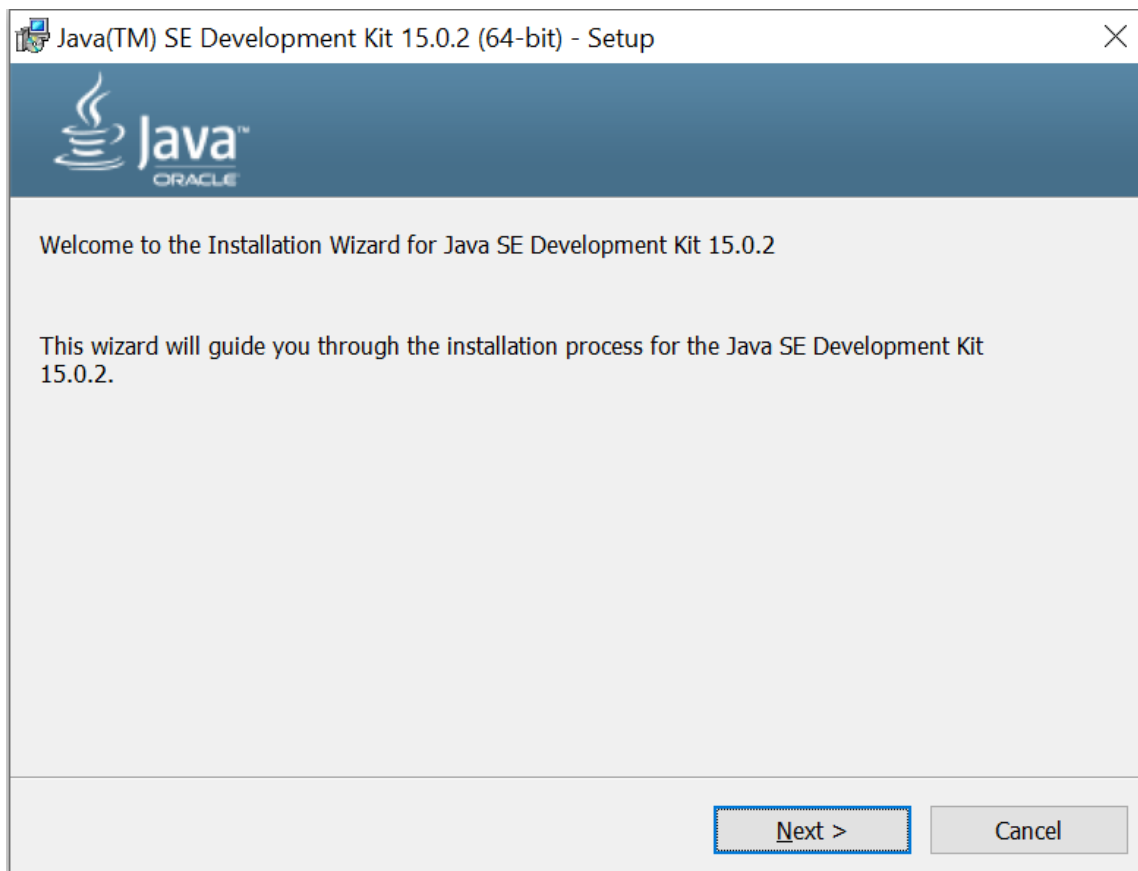 Java(TM) SE Development Kit 15.0.2 (64-bit) - Setup
Java™
ORACLE
Welcome to the Installation Wizard for Java SE Development Kit 15.0.2
This wizard will guide you through the installation process for the Java SE Development Kit
15.0.2.
Next > Cancel